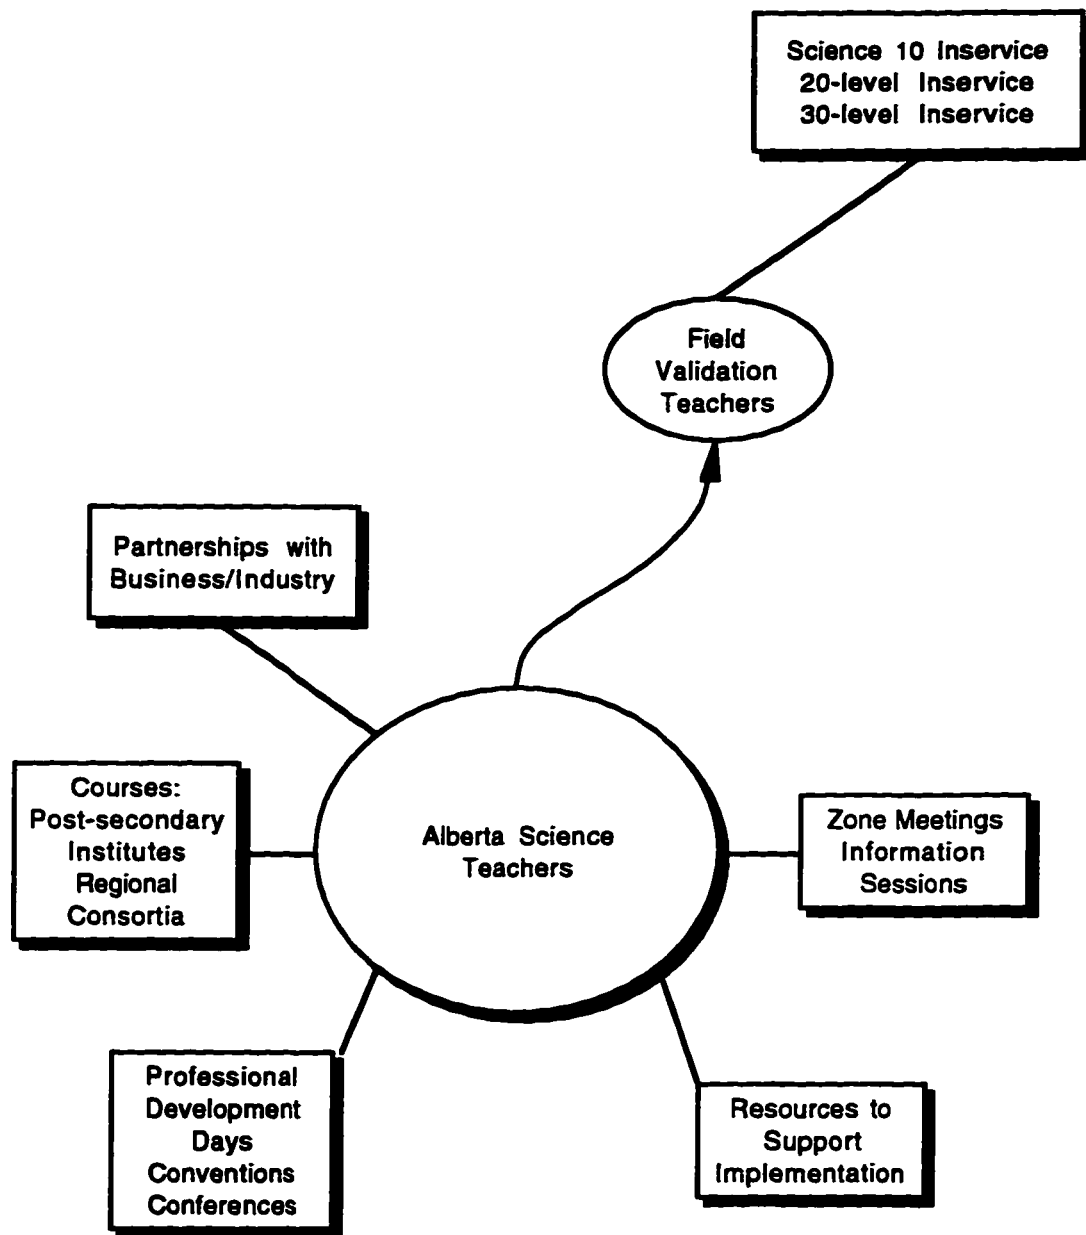 Science 10 Inservice
20-level Inservice
30-level Inservice
Field
Validation
Teachers
Partnerships with
Business/Industry
Courses:
Post-secondary
Institutes
Regional
Consortia
Alberta Science
Teachers
Zone Meetings
Information
Sessions
Professional
Development
Days
Conventions
Conferences
Resources to
Support
Implementation